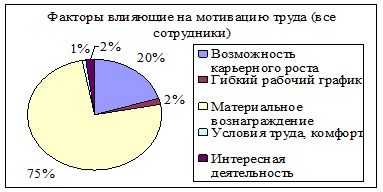 Факторы влияющие на мотивацию труда (все
сотрудники)
1%
2%
20%
2%
75%
Возможность
карьерного роста
Гибкий рабочий график
Материальное
вознаграждение
Условия труда, комфорт
Интересная
деятельность